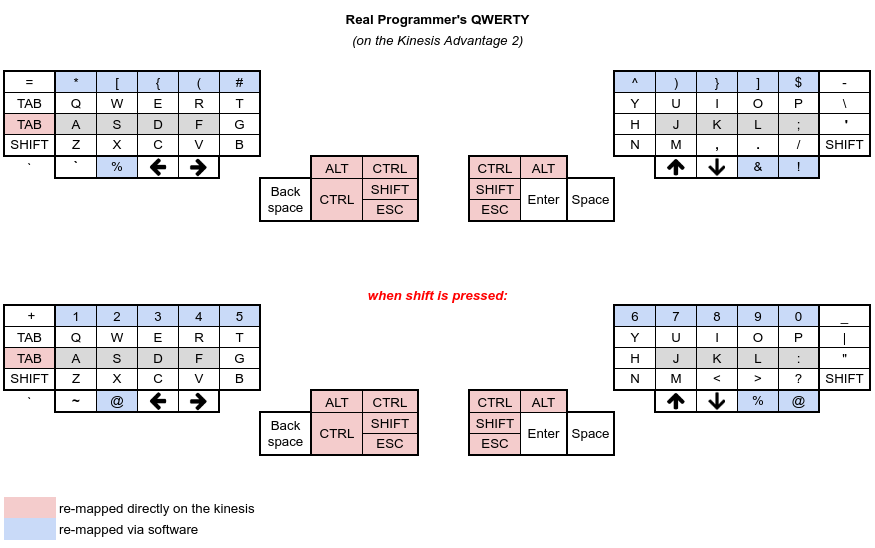 Real Programmer's QWERTY
(on the Kinesis Advantage 2)
= * [ { ( # ^ ) } ] $ -
TAB Q W E R T Y U I O P \
TAB A S D F G H J K L ; '
SHIFT Z X C V B N M , . / SHIFT
` ` % ← → ALT CTRL CTRL ALT ↑ ↓ & !
Back space CTRL SHIFT SHIFT Enter Space
ESC ESC
when shift is pressed:
+ 1 2 3 4 5 6 7 8 9 0 _
TAB Q W E R T Y U I O P |
TAB A S D F G H J K L : "
SHIFT Z X C V B N M < > ? SHIFT
` ~ @ ← → ALT CTRL CTRL ALT ↑ ↓ % @
Back space CTRL SHIFT SHIFT Enter Space
ESC ESC
re-mapped directly on the kinesis
re-mapped via software